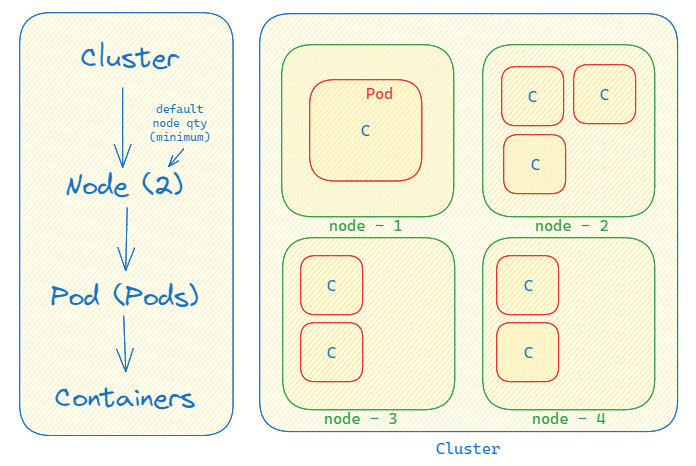 Cluster
default
node qty
(minimum)
Node (2)
Pod (Pods)
Containers
Pod
C
node - 1
C
C
C
node - 2
C
C
node - 3
C
C
node - 4
Cluster